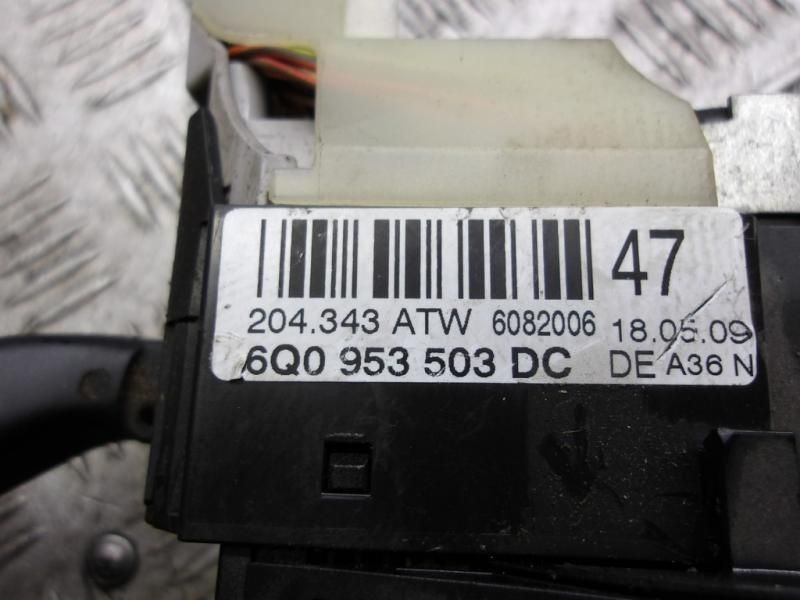 47
204.343 ATW 6082006 18.05.09
6Q0 953 503 DC DE A36 N